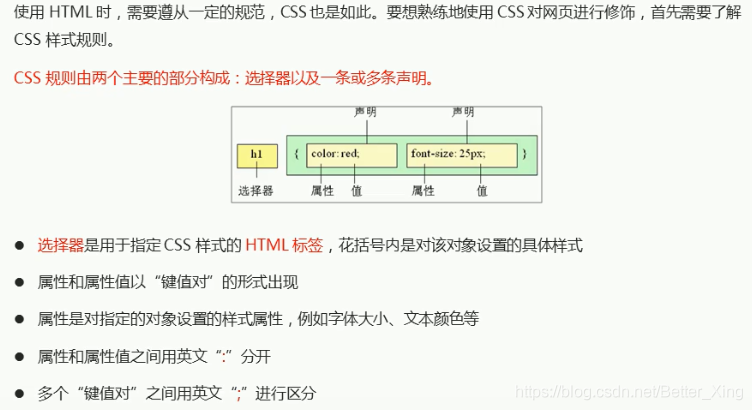 使用 HTML 时，需要遵从一定的规范，CSS 也是如此。要想熟练地使用 CSS 对网页进行修饰，首先需要了解
CSS 样式规则。
CSS 规则由两个主要的部分构成：选择器以及一条或多条声明。
声明 声明
h1 { color: red; font-size: 25px; }
选择器 属性 值 属性 值
● 选择器是用于指定 CSS 样式的 HTML 标签，花括号内是对该对象设置的具体样式
● 属性和属性值以“键值对”的形式出现
● 属性是对指定的对象设置的样式属性，例如字体大小、文本颜色等
● 属性和属性值之间用英文“:”分开
● 多个“键值对”之间用英文“;”进行区分
https://blog.csdn.net/Better_Xing